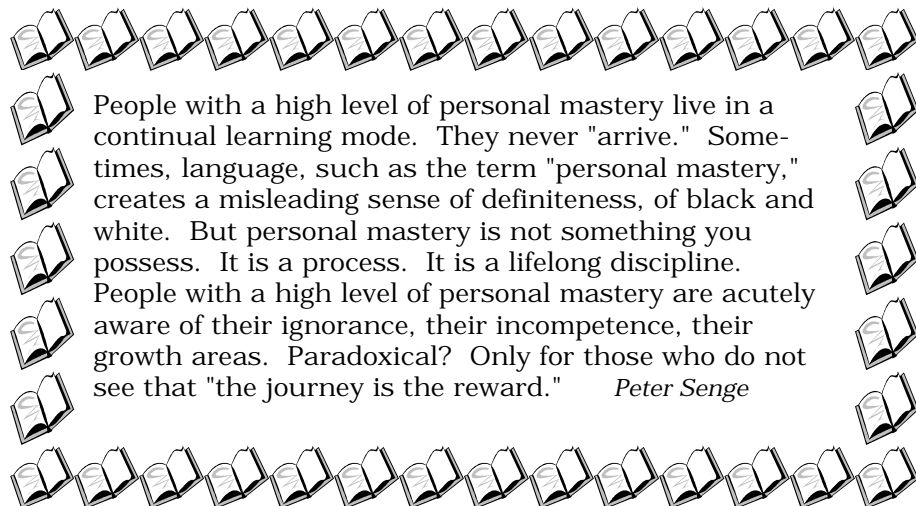 People with a high level of personal mastery live in a
continual learning mode.  They never "arrive."  Some-
times, language, such as the term "personal mastery,"
creates a misleading sense of definiteness, of black and
white.  But personal mastery is not something you
possess.  It is a process.  It is a lifelong discipline.
People with a high level of personal mastery are acutely
aware of their ignorance, their incompetence, their
growth areas.  Paradoxical?  Only for those who do not
see that "the journey is the reward."     Peter Senge